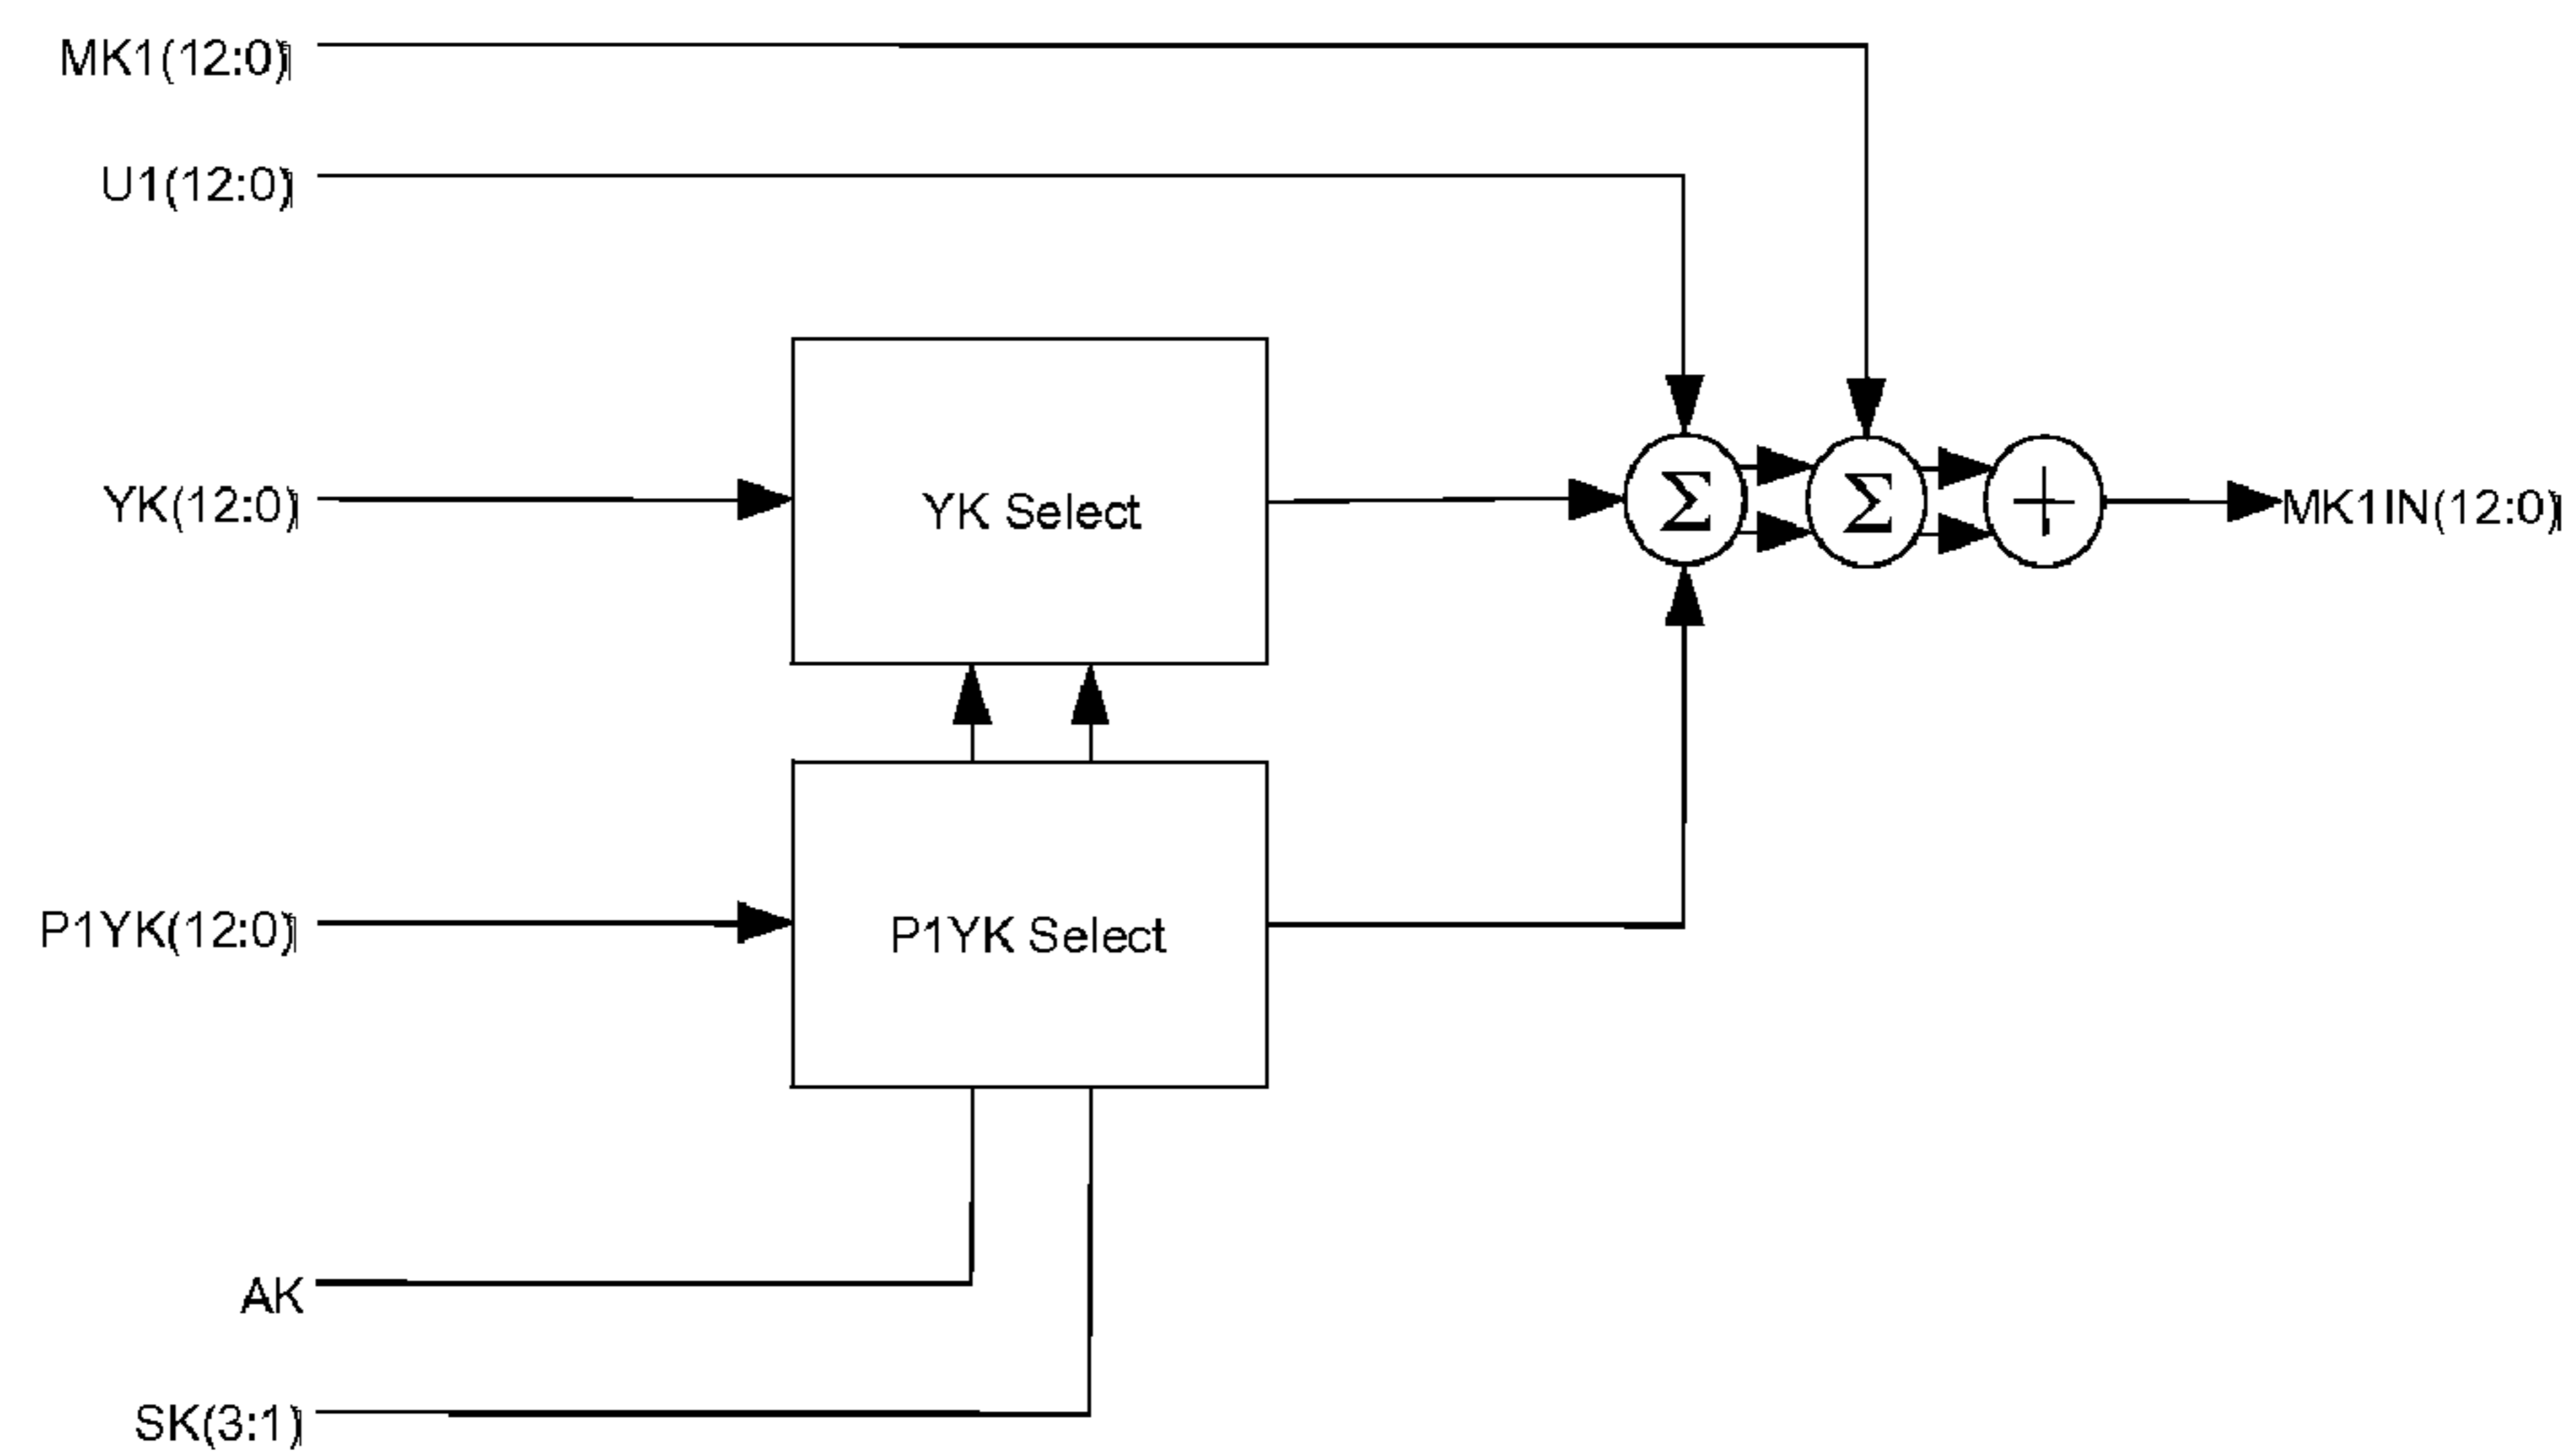 MK1(12:0)
U1(12:0)
YK(12:0)
YK Select
Σ
Σ
+
MK1IN(12:0)
P1YK(12:0)
P1YK Select
AK
SK(3:1)